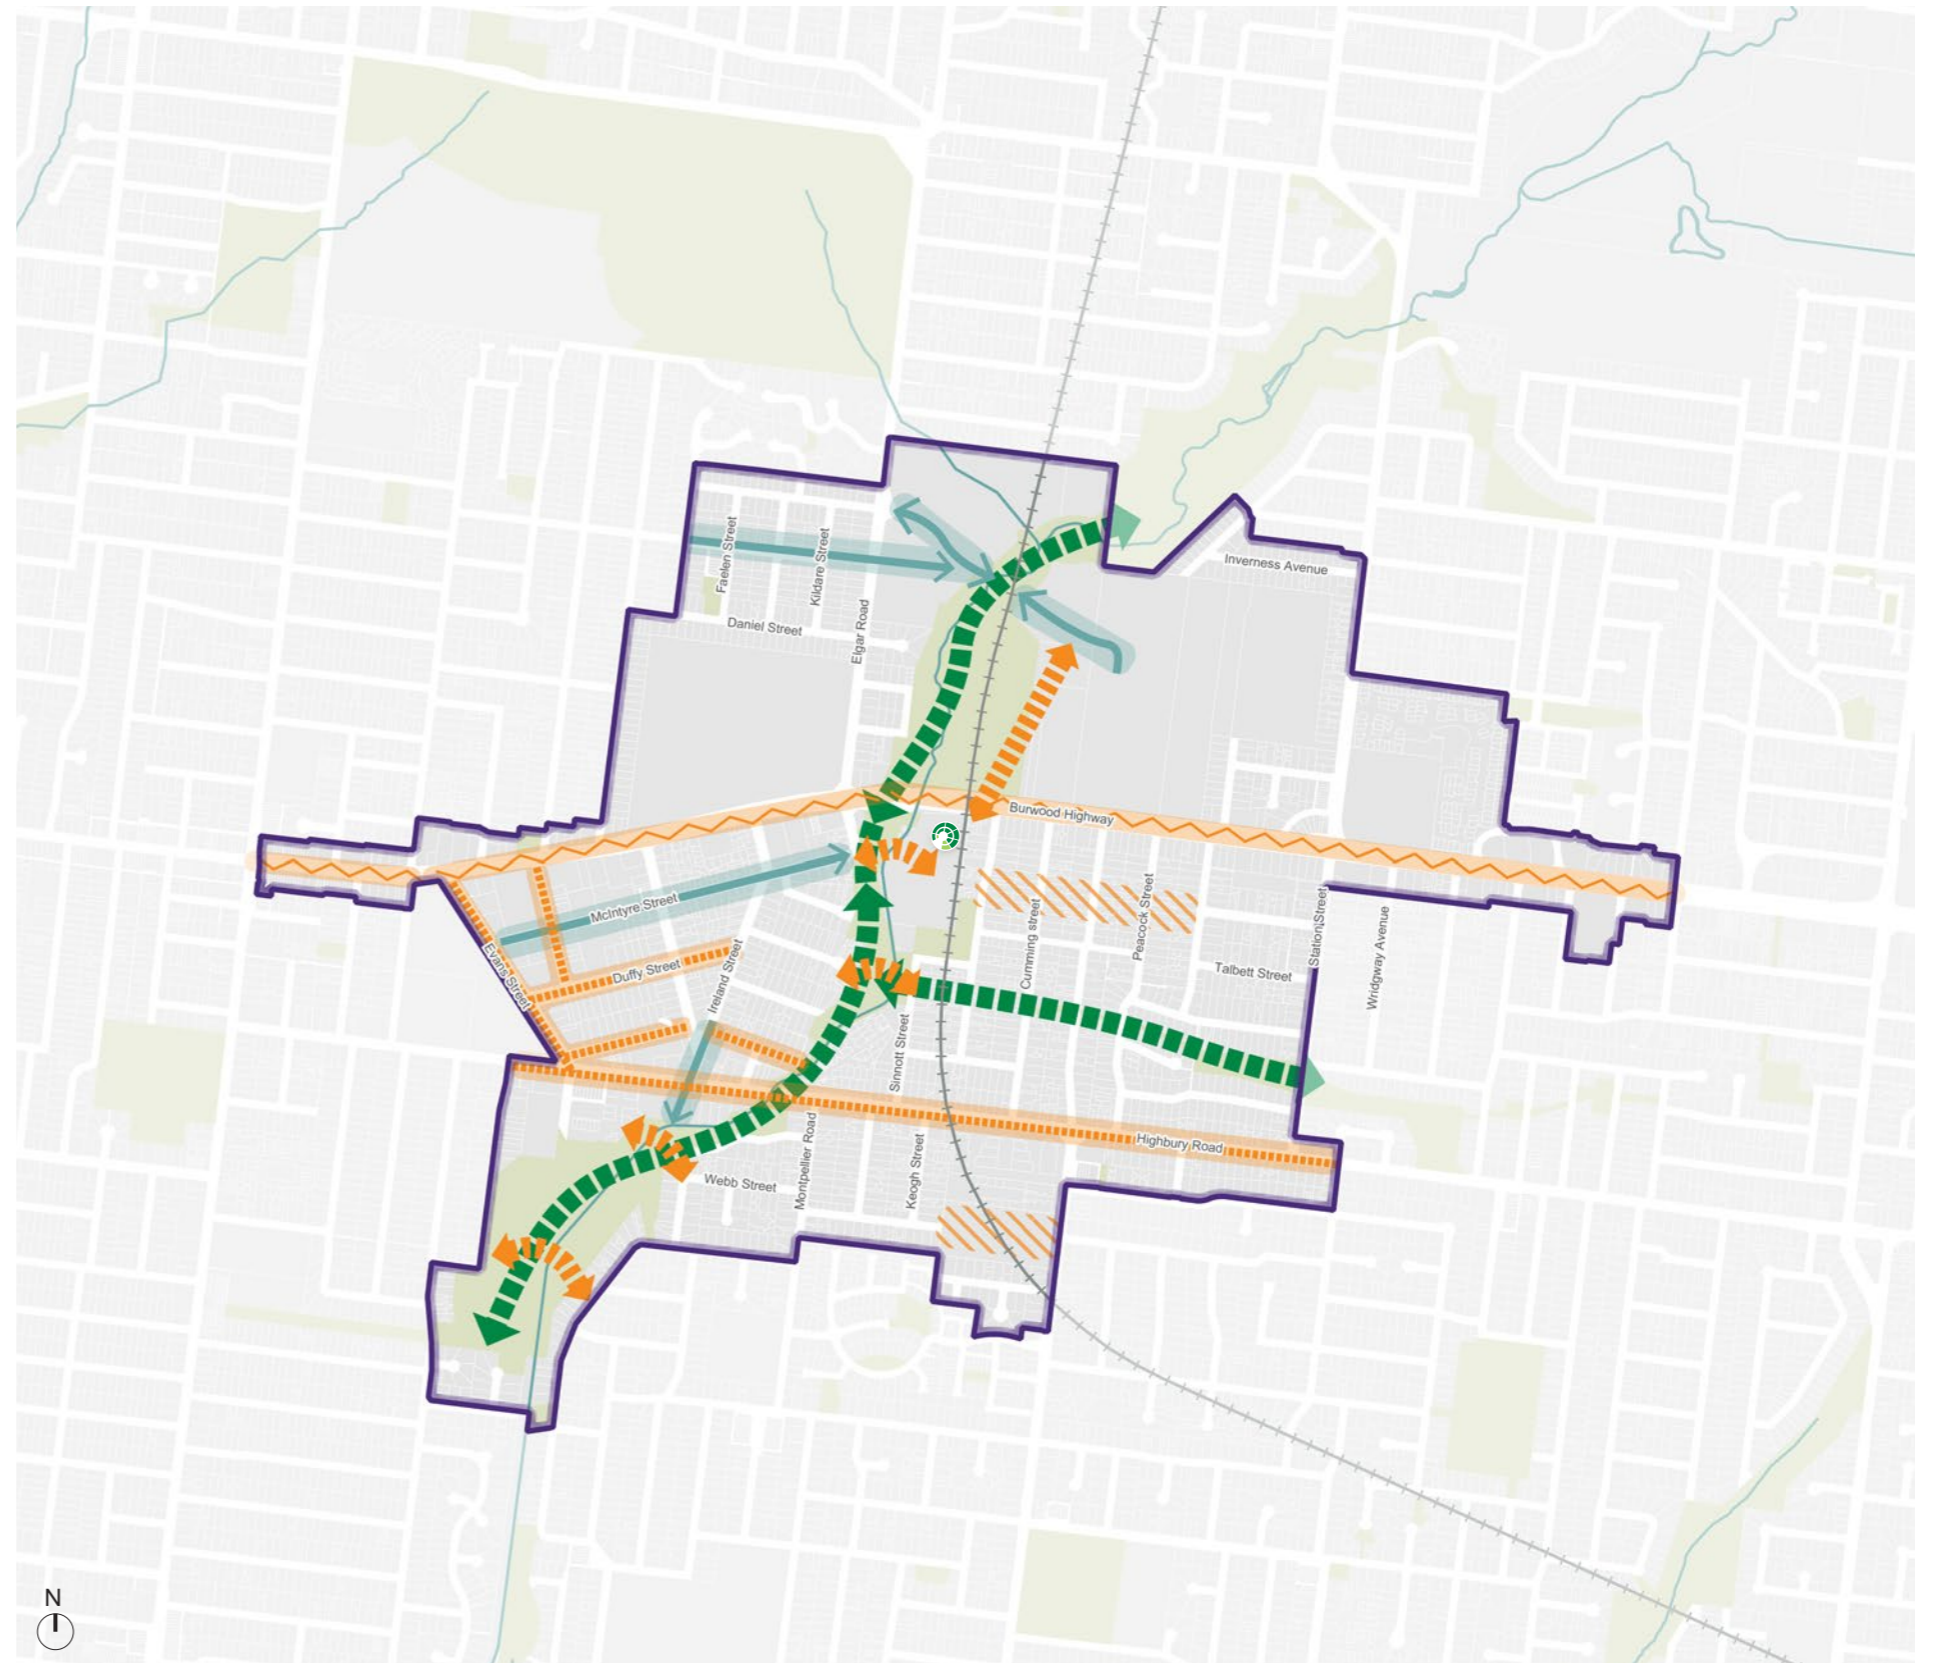 Faelen Street
Kildare Street
Inverness Avenue
Daniel Street
Elgar Road
Burwood Highway
McIntyre Street
Peacock Street
Cumming street
Station Street
Wridgway Avenue
Evans Street
Duffy Street
Ireland Street
Talbett Street
Sinnott Street
Highbury Road
Montpellier Road
Keogh Street
Webb Street
N